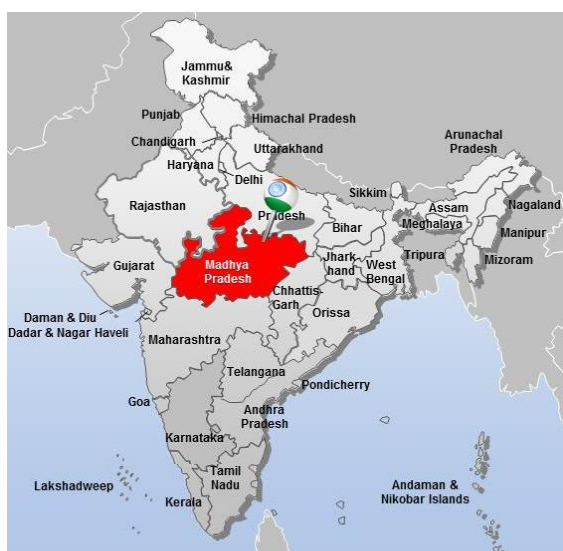 Jammu&
Kashmir
Punjab
Himachal Pradesh
Chandigarh
Uttarakhand
Arunachal
Pradesh
Haryana
Delhi
Sikkim
Rajasthan
Pradesh
Bihar
Assam
Nagaland
Meghalaya
Manipur
Gujarat
Madhya
Pradesh
Jhark
hand
West
Bengal
Tripura
Mizoram
Chhattis-
Garh
Orissa
Daman & Diu
Dadar & Nagar Haveli
Maharashtra
Telangana
Pondicherry
Goa
Andhra
Pradesh
Karnataka
Tamil
Nadu
Lakshadweep
Kerala
Andaman &
Nikobar Islands